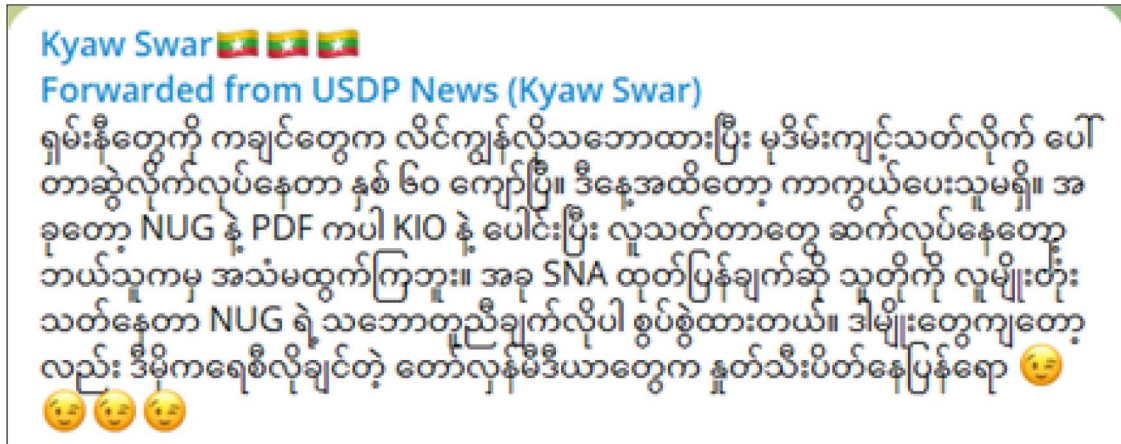 Kyaw Swar🇲🇲 🇲🇲 🇲🇲
Forwarded from USDP News (Kyaw Swar)
ရှမ်းနီတွေကို ကချင်တွေက လိင်ကျွန်လိုသဘောထားပြီး မုဒိမ်းကျင့်သတ်လိုက် ပေါ်
တာဆွဲလိုက်လုပ်နေတာ နှစ် ၆၀ ကျော်ပြီ။ ဒီနေ့အထိတော့ ကာကွယ်ပေးသူမရှိ။ အ
ခုတော့ NUG နဲ့ PDF ကပါ KIO နဲ့ ပေါင်းပြီး လူသတ်တာတွေ ဆက်လုပ်နေတော့
ဘယ်သူကမှ အသံမထွက်ကြဘူး။ အခု SNA ထုတ်ပြန်ချက်ဆို သူတို့ကို လူမျိုးတုံး
သတ်နေတာ NUG ရဲ့ သဘောတူညီချက်လိုပါ စွပ်စွဲထားတယ်။ ဒါမျိုးတွေကျတော့
လည်း ဒီမိုကရေစီလိုချင်တဲ့ တော်လှန်မီဒီယာတွေက နှုတ်သီးပိတ်နေပြန်ရော 😉
😉😉😉